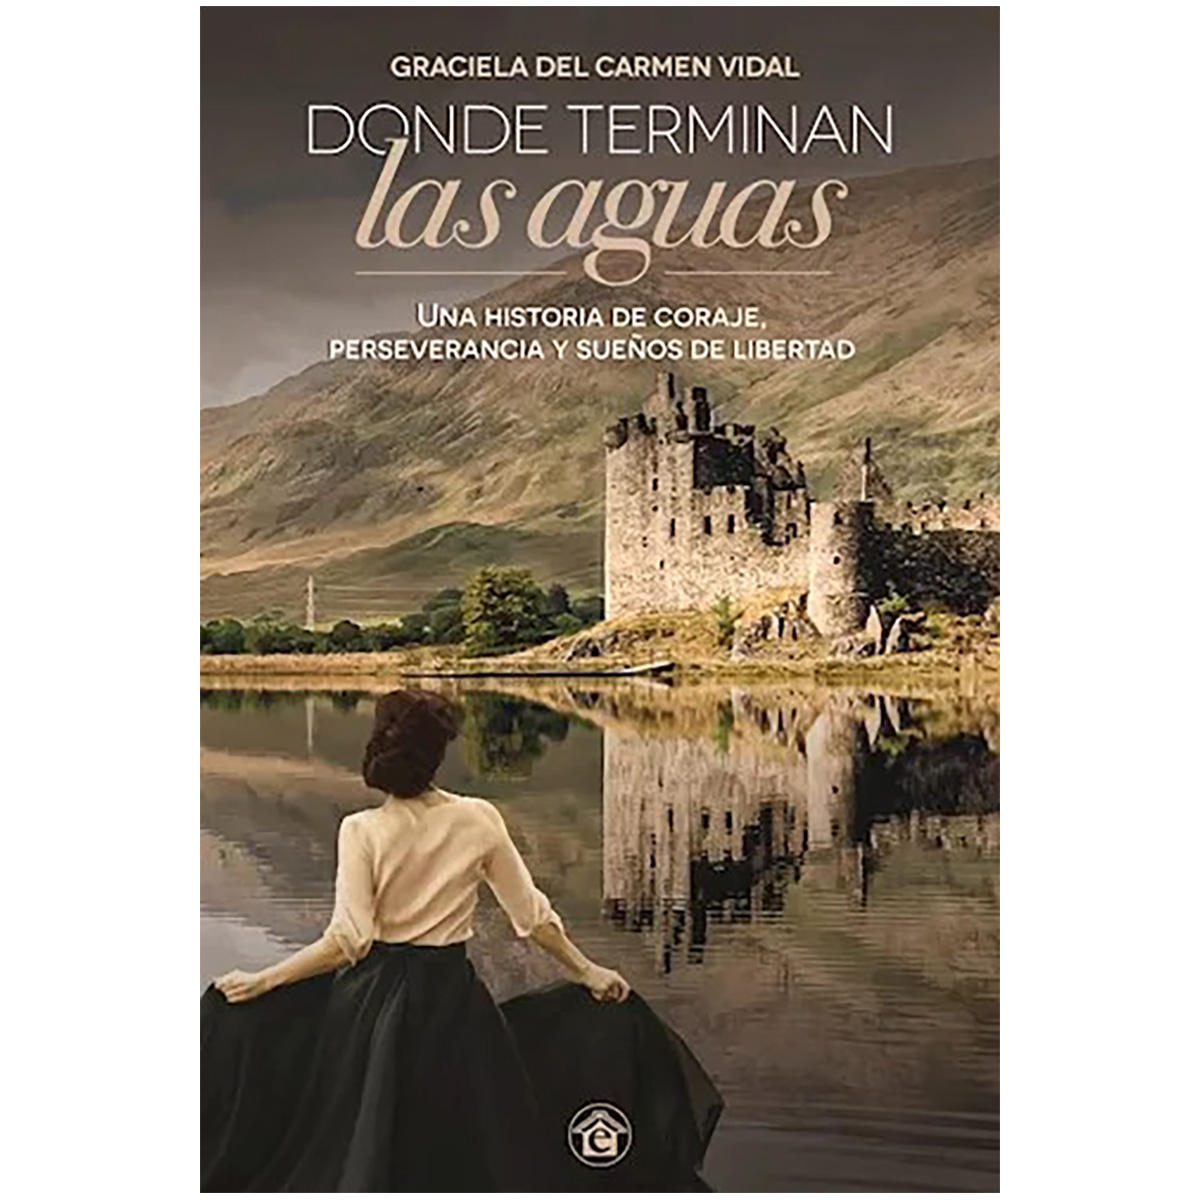 GRACIELA DEL CARMEN VIDAL
DONDE TERMINAN
las aguas
UNA HISTORIA DE CORAJE,
PERSEVERANCIA Y SUEÑOS DE LIBERTAD
e